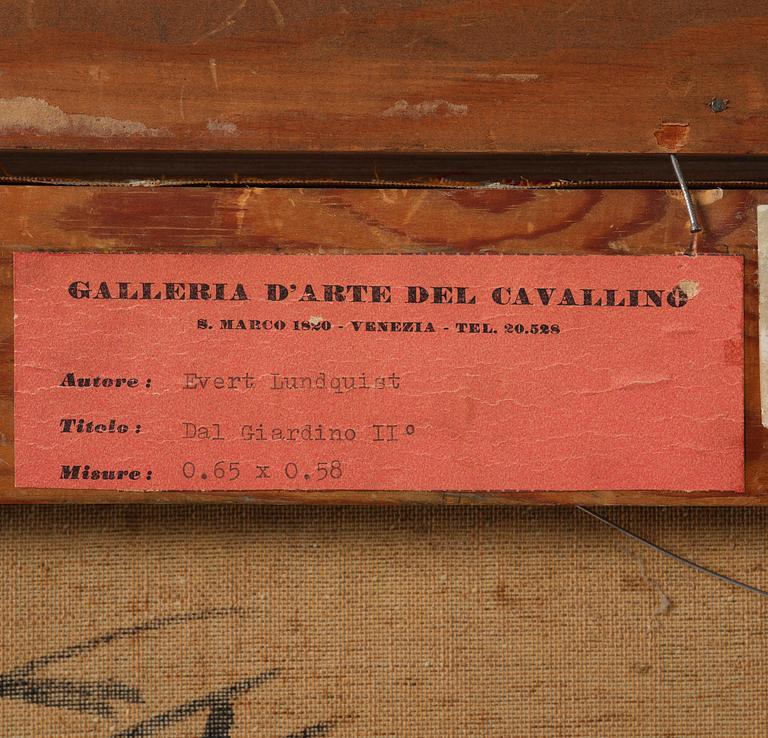 GALLERIA D'ARTE DEL CAVALLINO
S. MARCO 1820 - VENEZIA - TEL. 20.528
Autore: Evert Lundquist
Titolo: Dal Giardino II°
Misure: 0.65 x 0.58